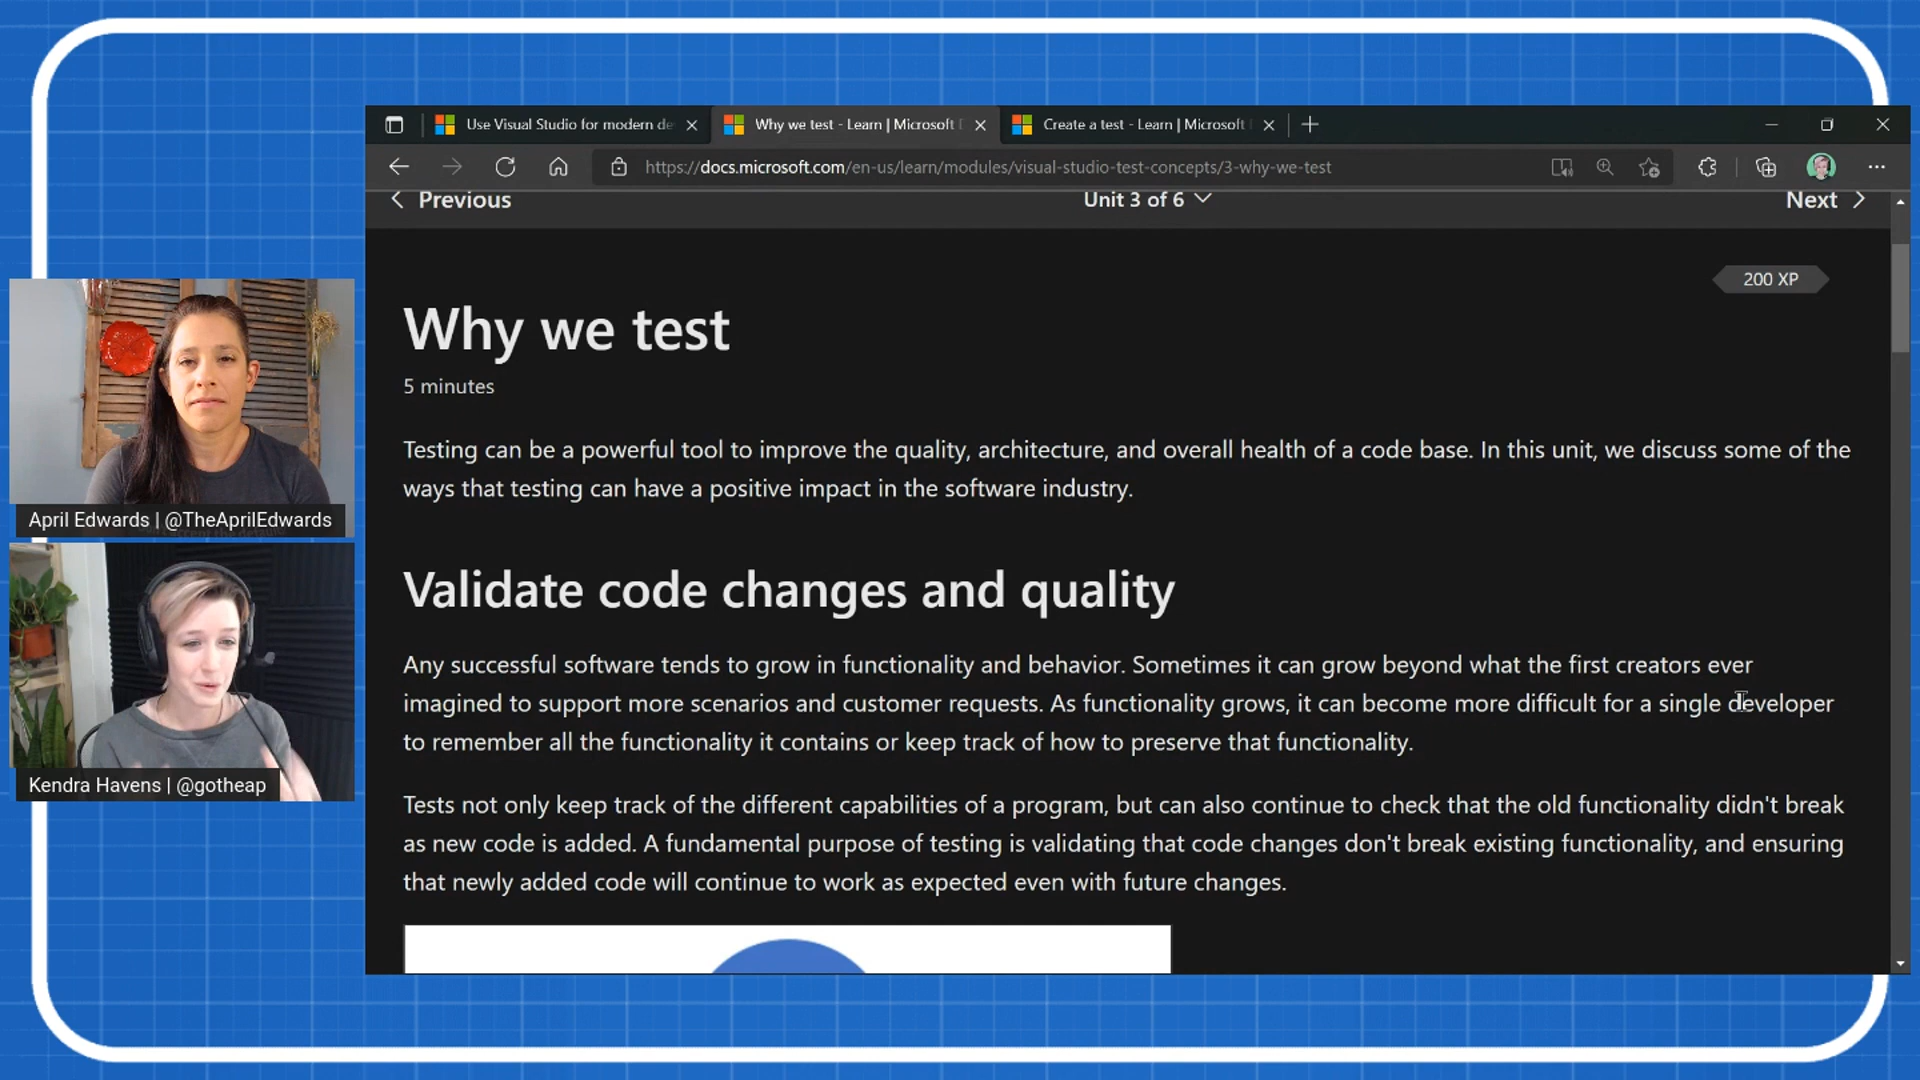 Use Visual Studio for modern de
Why we test - Learn | Microsoft D
Create a test - Learn | Microsoft
https://docs.microsoft.com/en-us/learn/modules/visual-studio-test-concepts/3-why-we-test
Previous
Unit 3 of 6
Next
200 XP
Why we test
5 minutes
Testing can be a powerful tool to improve the quality, architecture, and overall health of a code base. In this unit, we discuss some of the
ways that testing can have a positive impact in the software industry.
Validate code changes and quality
Any successful software tends to grow in functionality and behavior. Sometimes it can grow beyond what the first creators ever
imagined to support more scenarios and customer requests. As functionality grows, it can become more difficult for a single developer
to remember all the functionality it contains or keep track of how to preserve that functionality.
Tests not only keep track of the different capabilities of a program, but can also continue to check that the old functionality didn't break
as new code is added. A fundamental purpose of testing is validating that code changes don't break existing functionality, and ensuring
that newly added code will continue to work as expected even with future changes.
April Edwards | @TheAprilEdwards
Kendra Havens | @gotheap